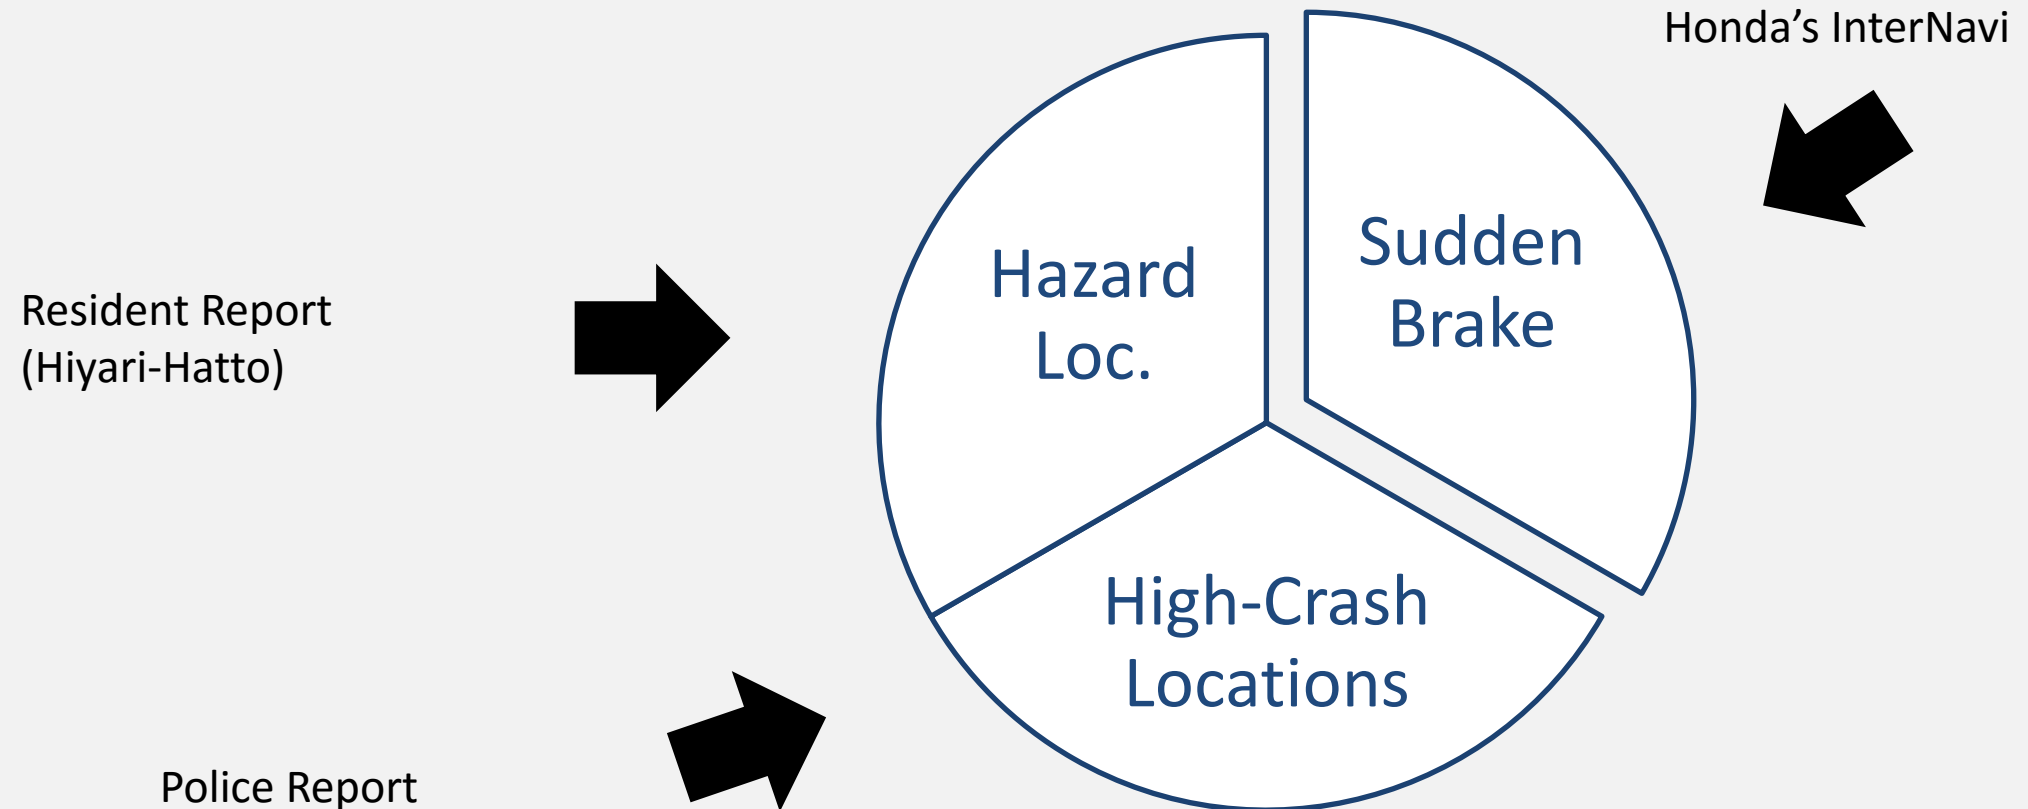 Honda’s InterNavi
Sudden
Brake
Hazard
Loc.
Resident Report
(Hiyari-Hatto)
High-Crash
Locations
Police Report